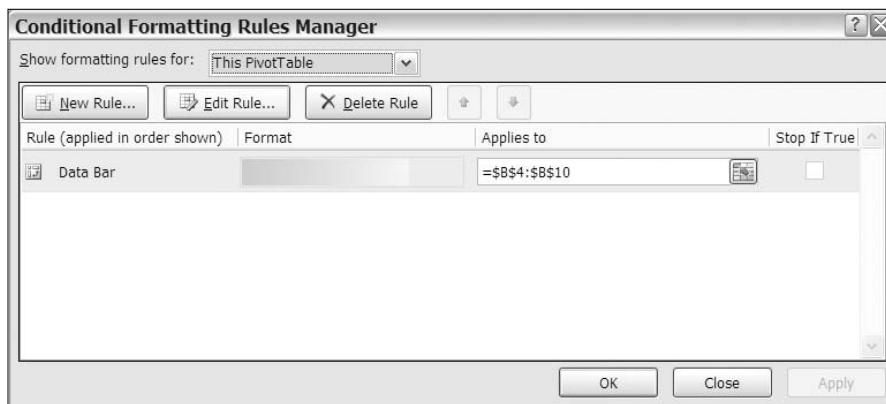 Conditional Formatting Rules Manager
?
Show formatting rules for: This PivotTable
New Rule... Edit Rule... Delete Rule
Rule (applied in order shown) Format Applies to Stop If True
Data Bar =$B$4:$B$10
OK Close Apply